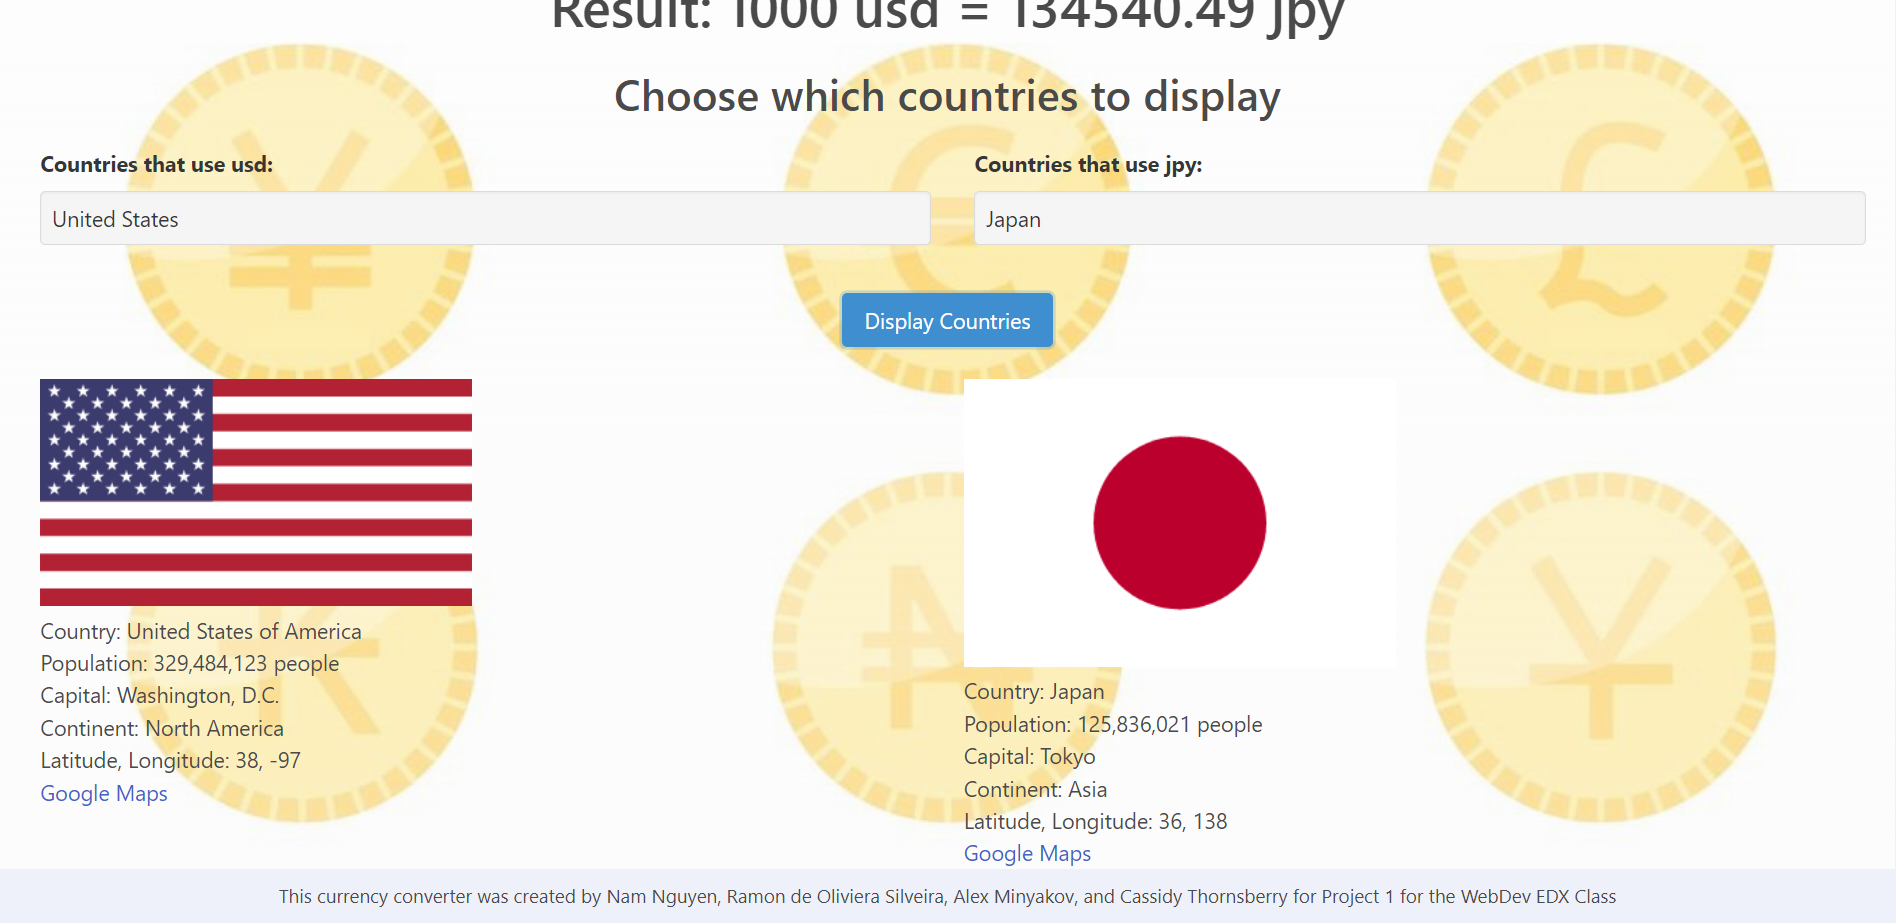 Result: 1000 usd = 134540.49 jpy
Choose which countries to display
Countries that use usd:
United States
Countries that use jpy:
Japan
Display Countries
Country: United States of America
Population: 329,484,123 people
Capital: Washington, D.C.
Continent: North America
Latitude, Longitude: 38, -97
Google Maps
Country: Japan
Population: 125,836,021 people
Capital: Tokyo
Continent: Asia
Latitude, Longitude: 36, 138
Google Maps
This currency converter was created by Nam Nguyen, Ramon de Oliviera Silveira, Alex Minyakov, and Cassidy Thornsberry for Project 1 for the WebDev EDX Class